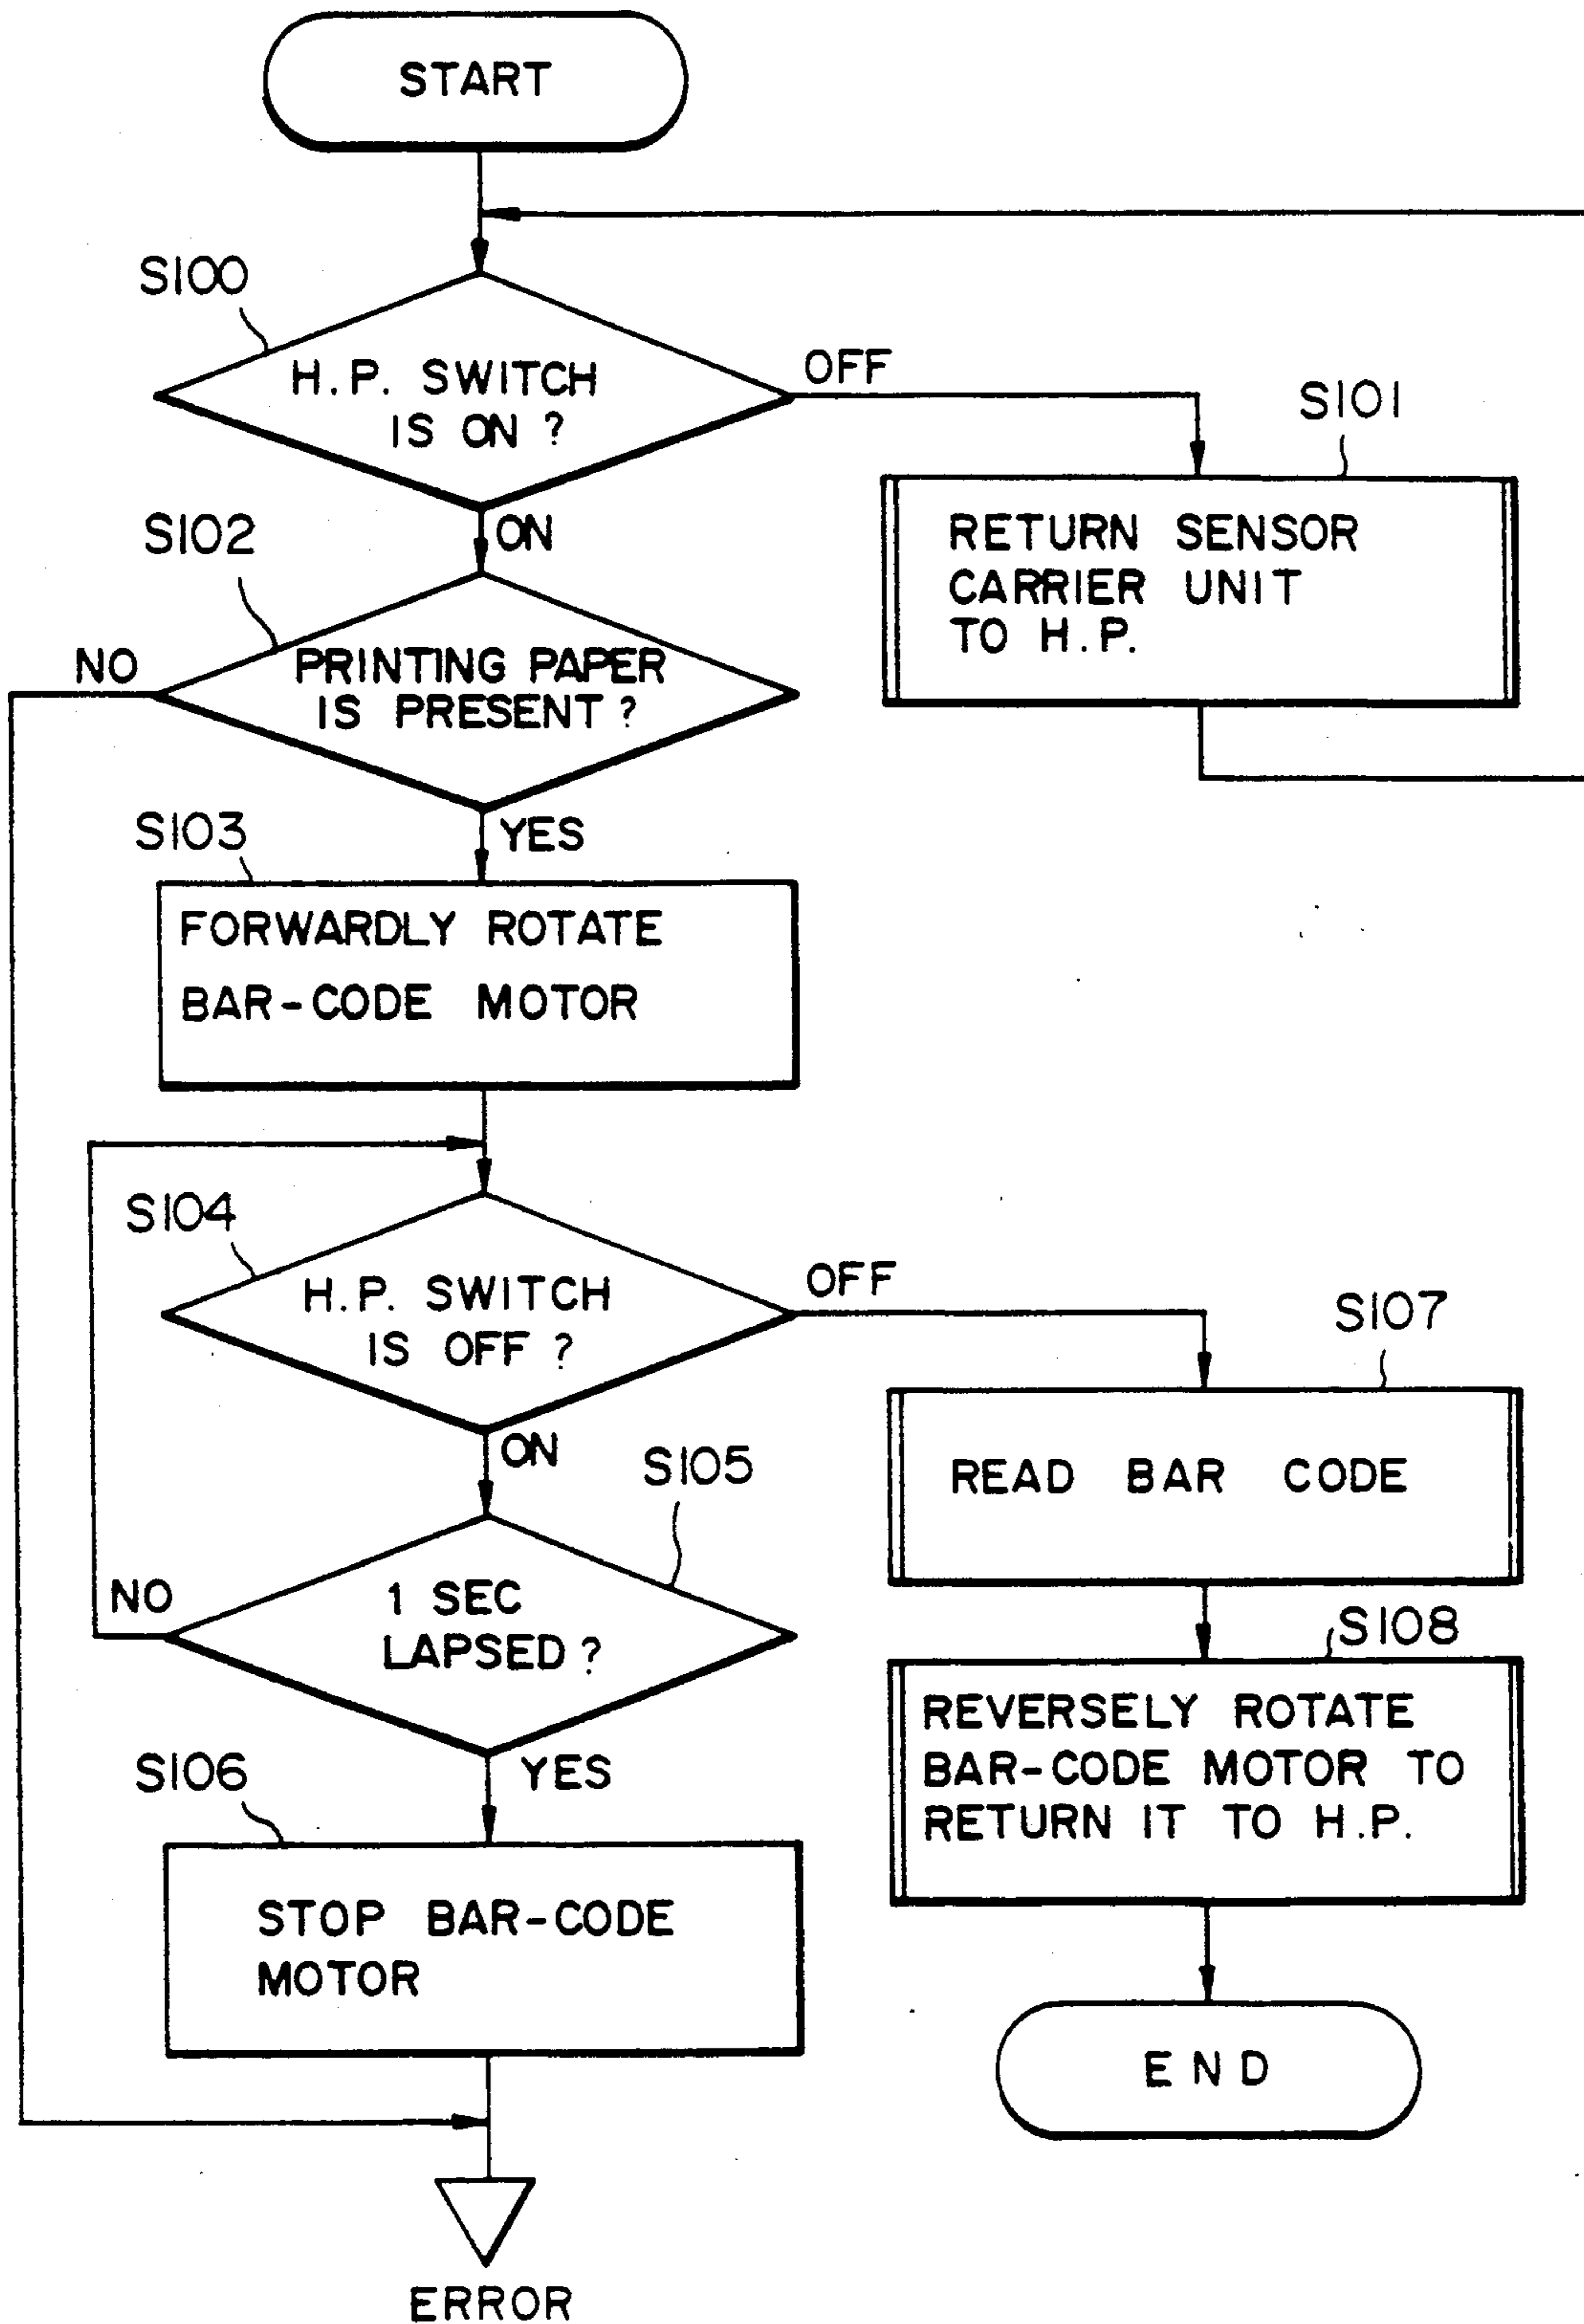 START
S100
H.P. SWITCH
IS ON ?
OFF
ON
S101
RETURN SENSOR
CARRIER UNIT
TO H.P.
S102
NO
PRINTING PAPER
IS PRESENT ?
YES
S103
FORWARDLY ROTATE
BAR-CODE MOTOR
S104
H.P. SWITCH
IS OFF ?
OFF
ON
S105
1 SEC
LAPSED ?
NO
YES
S106
STOP BAR-CODE
MOTOR
ERROR
S107
READ BAR CODE
S108
REVERSELY ROTATE
BAR-CODE MOTOR TO
RETURN IT TO H.P.
END